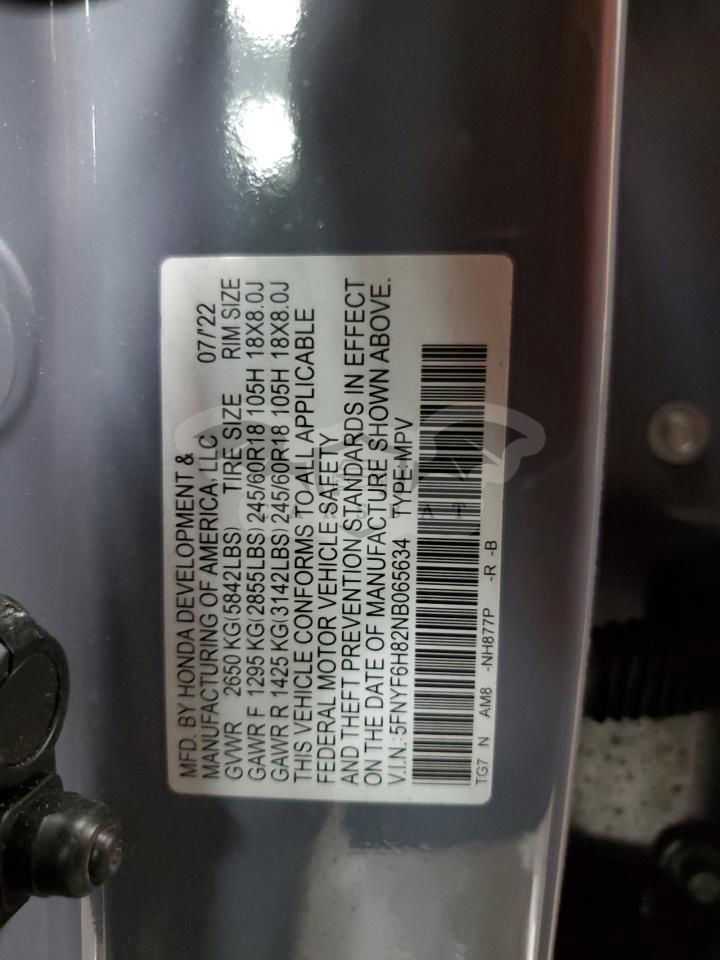 MFD. BY HONDA DEVELOPMENT &
MANUFACTURING OF AMERICA, LLC 07/'22
GVWR 2650 KG(5842LBS) TIRE SIZE RIM SIZE
GAWR F 1295 KG(2855LBS) 245/60R18 105H 18X8.0J
GAWR R 1425 KG(3142LBS) 245/60R18 105H 18X8.0J
THIS VEHICLE CONFORMS TO ALL APPLICABLE
FEDERAL MOTOR VEHICLE SAFETY
AND THEFT PREVENTION STANDARDS IN EFFECT
ON THE DATE OF MANUFACTURE SHOWN ABOVE.
V.I.N.:5FNYF6H82NB065634 TYPE:MPV
TG7 N AM8 -NH877P -R -B